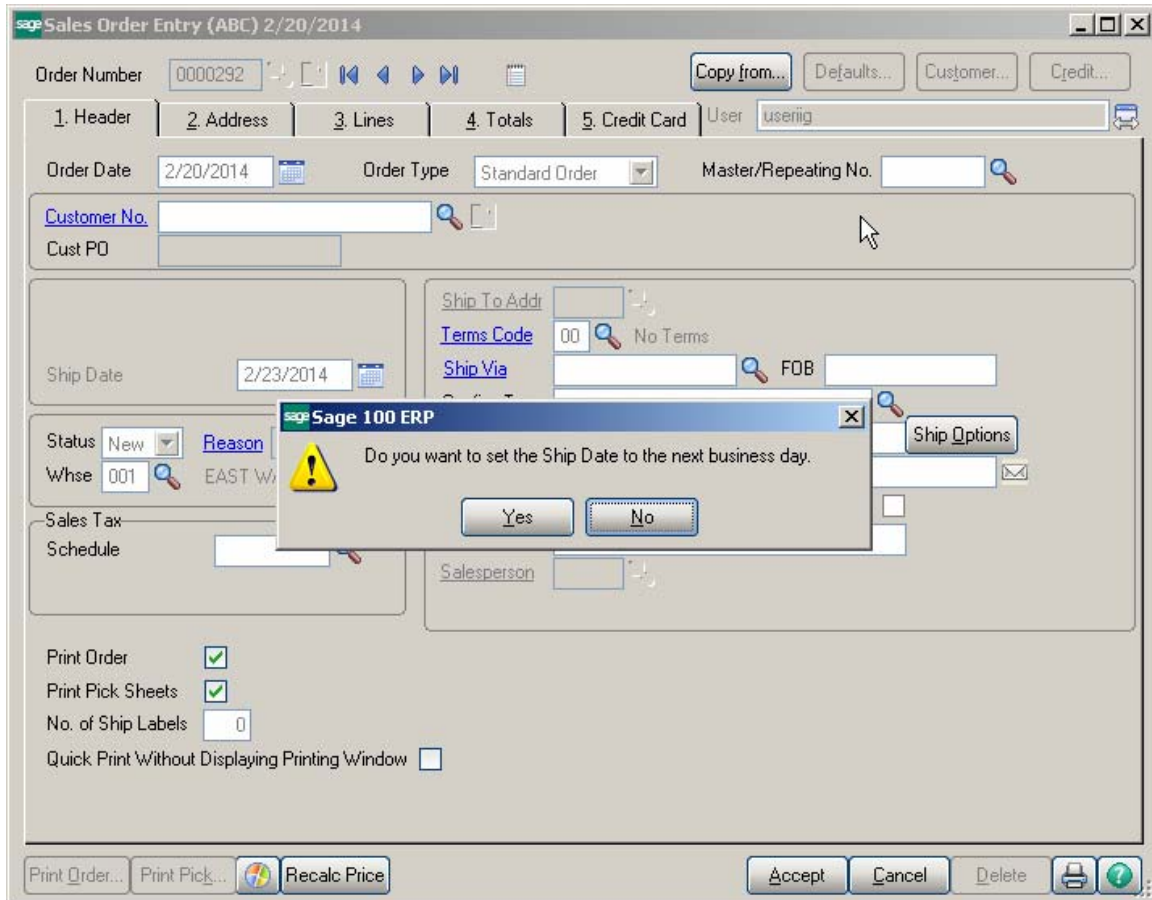 sage Sales Order Entry (ABC) 2/20/2014
Order Number 0000292 Copy from... Defaults... Customer... Credit...
1. Header 2. Address 3. Lines 4. Totals 5. Credit Card User useriig
Order Date 2/20/2014 Order Type Standard Order Master/Repeating No.
Customer No.
Cust PO
Ship To Addr
Terms Code 00 No Terms
Ship Date 2/23/2014 Ship Via FOB
sage Sage 100 ERP
Status New Reason Do you want to set the Ship Date to the next business day. Ship Options
Whse 001 EAST
Yes No
Sales Tax
Schedule
Salesperson
Print Order
Print Pick Sheets
No. of Ship Labels 0
Quick Print Without Displaying Printing Window
Print Order... Print Pick... Recalc Price Accept Cancel Delete